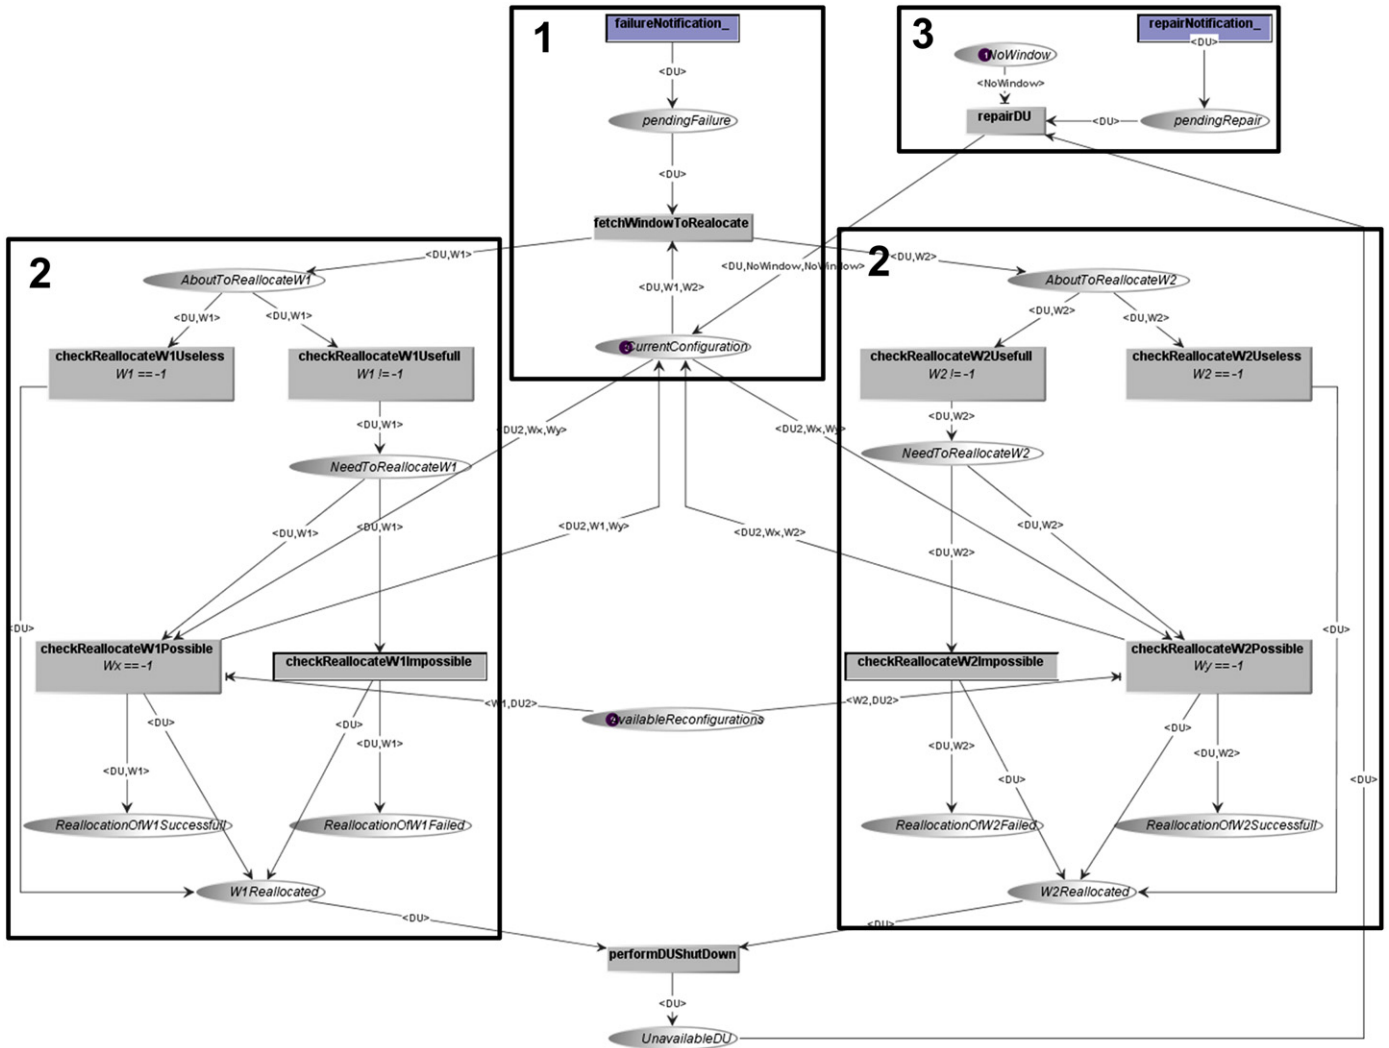 1
failureNotification_
<DU>
pendingFailure
<DU>
fetchWindowToRealocate
<DU,W1,W2>
CurrentConfiguration
3
repairNotification_
<DU>
NoWindow
<NoWindow>
repairDU
<DU>
pendingRepair
<DU,NoWindow,NoWindow>
<DU,W1>
<DU,W2>
2
AboutToReallocateW1
<DU,W1>
<DU,W1>
checkReallocateW1Useless
W1 == -1
checkReallocateW1Usefull
W1 != -1
<DU,W1>
NeedToReallocateW1
<DU,W1>
<DU,W1>
<DU2,Wx,Wy>
<DU2,W1,Wy>
<DU>
checkReallocateW1Possible
Wx == -1
checkReallocateW1Impossible
<W1,DU2>
<DU>
<DU>
<DU,W1>
<DU,W1>
ReallocationOfW1Successfull
ReallocationOfW1Failed
W1Reallocated
<DU>
2
AboutToReallocateW2
<DU,W2>
<DU,W2>
checkReallocateW2Usefull
W2 != -1
checkReallocateW2Useless
W2 == -1
<DU,W2>
NeedToReallocateW2
<DU,W2>
<DU,W2>
<DU2,Wx,Wy>
<DU2,Wx,W2>
<DU>
checkReallocateW2Impossible
checkReallocateW2Possible
Wy == -1
<W2,DU2>
availableReconfigurations
<DU>
<DU,W2>
<DU,W2>
<DU>
<DU>
ReallocationOfW2Failed
ReallocationOfW2Successfull
W2Reallocated
<DU>
performDUShutDown
<DU>
UnavailableDU